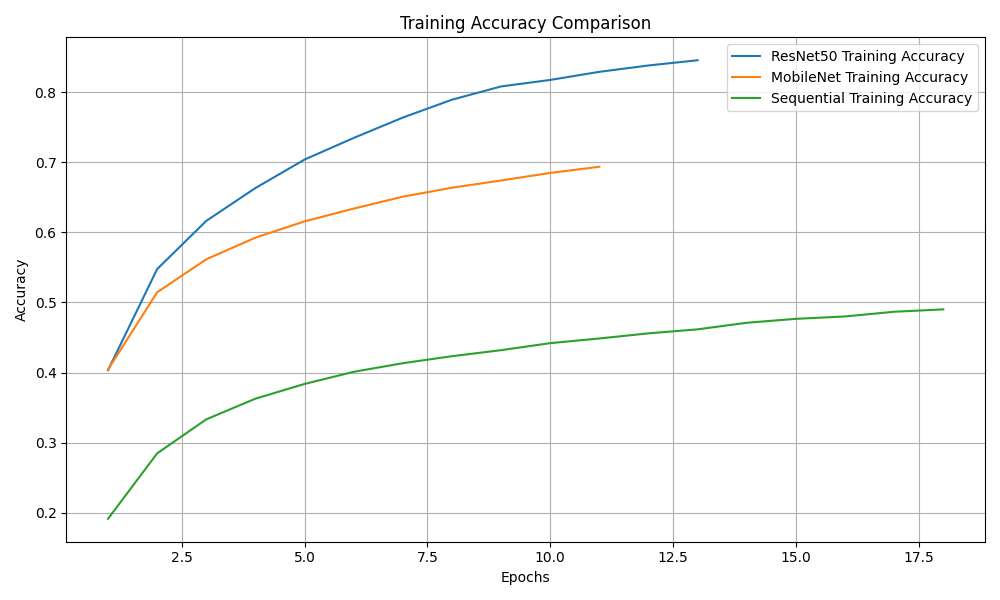 Training Accuracy Comparison
ResNet50 Training Accuracy
MobileNet Training Accuracy
Sequential Training Accuracy
Accuracy
0.8
0.7
0.6
0.5
0.4
0.3
0.2
2.5 5.0 7.5 10.0 12.5 15.0 17.5
Epochs